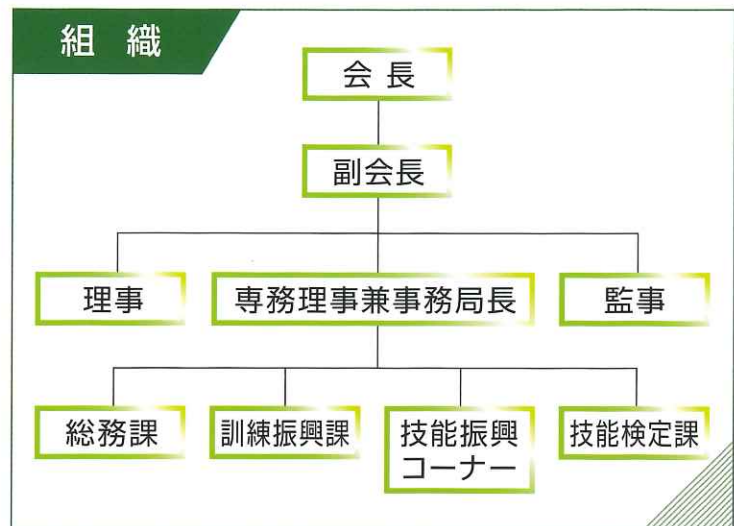 組 織
会 長
副会長
理事
専務理事兼事務局長
監事
総務課
訓練振興課
技能振興
コーナー
技能検定課